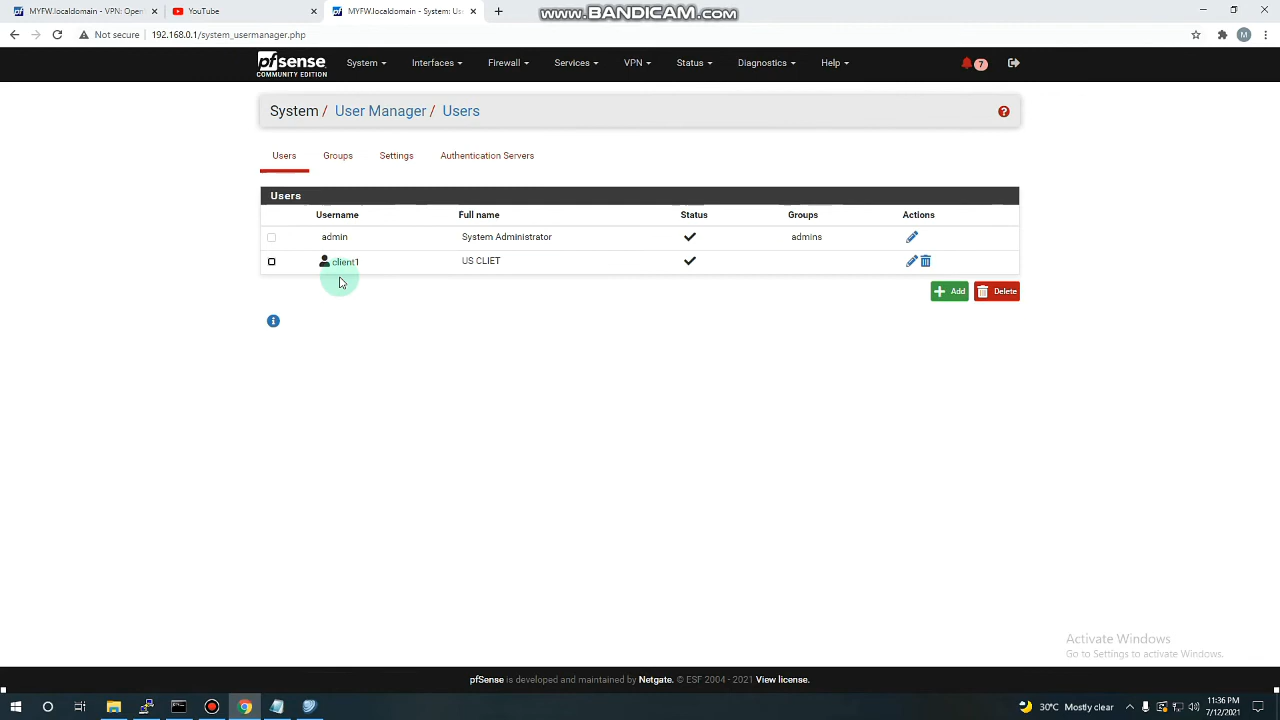 MYFW.localdomain - VPN: Open
YouTube
MYFW.localdomain - System: Us
www.BANDICAM.com
Not secure
192.168.0.1/system_usermanager.php
M
pfsense
COMMUNITY EDITION
System
Interfaces
Firewall
Services
VPN
Status
Diagnostics
Help
7
System / User Manager / Users
Users
Groups
Settings
Authentication Servers
Users
Username Full name Status Groups Actions
admin System Administrator admins
client1 US CLIET
Add
Delete
Activate Windows
Go to Settings to activate Windows.
pfSense is developed and maintained by Netgate. © ESF 2004 - 2021 View license.
30°C Mostly clear
11:36 PM
7/12/2021